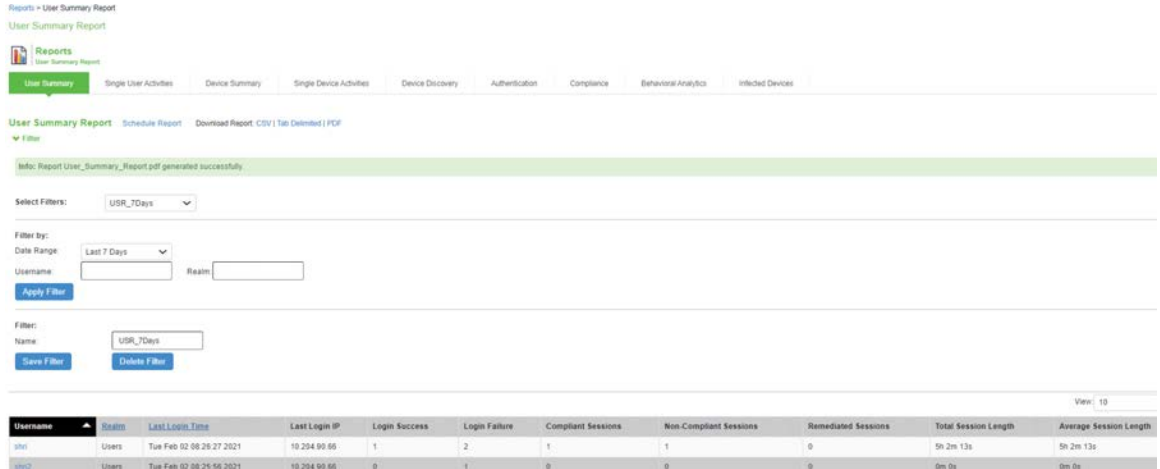 Reports > User Summary Report
User Summary Report
Reports
User Summary Report
User Summary Single User Activities Device Summary Single Device Activities Device Discovery Authentication Compliance Behavioral Analytics Infected Devices
User Summary Report Schedule Report Download Report: CSV | Tab Delimited | PDF
Filter
Info: Report User_Summary_Report.pdf generated successfully.
Select Filters: USR_7Days
Filter by:
Date Range: Last 7 Days
Username: Realm:
Apply Filter
Filter:
Name: USR_7Days
Save Filter Delete Filter
View: 10
Username Realm Last Login Time Last Login IP Login Success Login Failure Compliant Sessions Non-Compliant Sessions Remediated Sessions Total Session Length Average Session Length
shri Users Tue Feb 02 08:26:27 2021 10.204.90.66 1 2 1 1 0 5h 2m 13s 5h 2m 13s
shri2 Users Tue Feb 02 08:25:56 2021 10.204.90.66 0 1 0 0 0 0m 0s 0m 0s